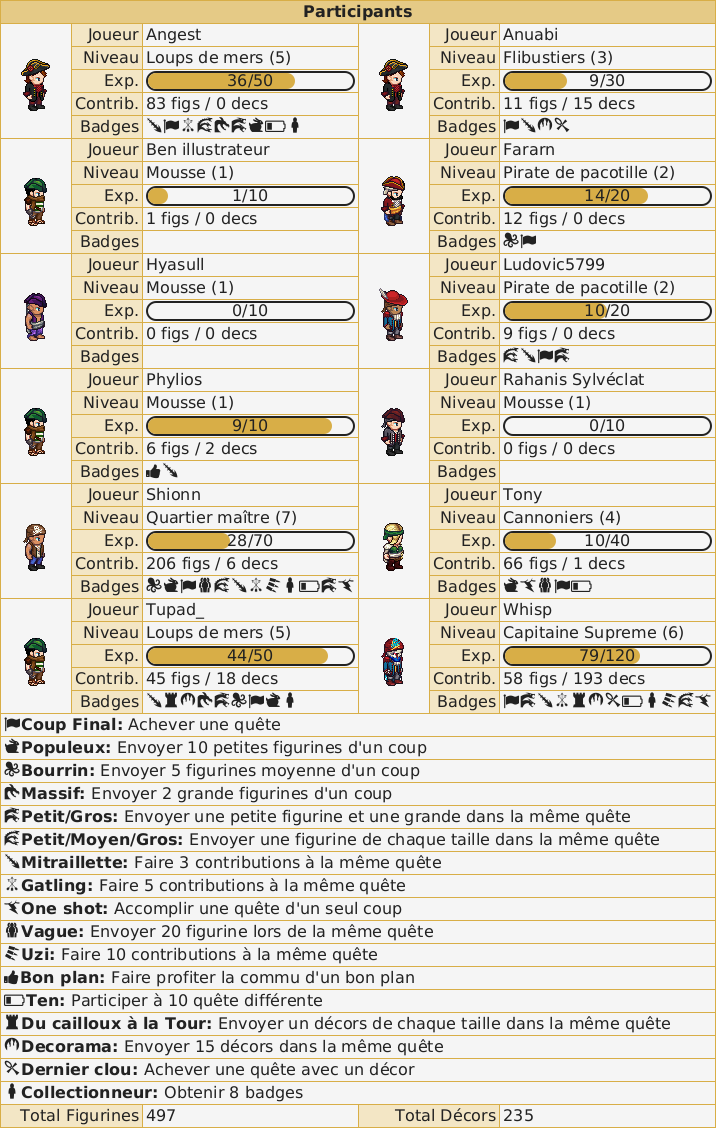 Participants
Joueur Angest
Niveau Loups de mers (5)
Exp. 36/50
Contrib. 83 figs / 0 decs
Badges
Joueur Anuabi
Niveau Flibustiers (3)
Exp. 9/30
Contrib. 11 figs / 15 decs
Badges
Joueur Ben illustrateur
Niveau Mousse (1)
Exp. 1/10
Contrib. 1 figs / 0 decs
Badges
Joueur Fararn
Niveau Pirate de pacotille (2)
Exp. 14/20
Contrib. 12 figs / 0 decs
Badges
Joueur Hyasull
Niveau Mousse (1)
Exp. 0/10
Contrib. 0 figs / 0 decs
Badges
Joueur Ludovic5799
Niveau Pirate de pacotille (2)
Exp. 10/20
Contrib. 9 figs / 0 decs
Badges
Joueur Phylios
Niveau Mousse (1)
Exp. 9/10
Contrib. 6 figs / 2 decs
Badges
Joueur Rahanis Sylvéclat
Niveau Mousse (1)
Exp. 0/10
Contrib. 0 figs / 0 decs
Badges
Joueur Shionn
Niveau Quartier maître (7)
Exp. 28/70
Contrib. 206 figs / 6 decs
Badges
Joueur Tony
Niveau Cannoniers (4)
Exp. 10/40
Contrib. 66 figs / 1 decs
Badges
Joueur Tupad_
Niveau Loups de mers (5)
Exp. 44/50
Contrib. 45 figs / 18 decs
Badges
Joueur Whisp
Niveau Capitaine Supreme (6)
Exp. 79/120
Contrib. 58 figs / 193 decs
Badges
Coup Final: Achever une quête
Populeux: Envoyer 10 petites figurines d'un coup
Bourrin: Envoyer 5 figurines moyenne d'un coup
Massif: Envoyer 2 grande figurines d'un coup
Petit/Gros: Envoyer une petite figurine et une grande dans la même quête
Petit/Moyen/Gros: Envoyer une figurine de chaque taille dans la même quête
Mitraillette: Faire 3 contributions à la même quête
Gatling: Faire 5 contributions à la même quête
One shot: Accomplir une quête d'un seul coup
Vague: Envoyer 20 figurine lors de la même quête
Uzi: Faire 10 contributions à la même quête
Bon plan: Faire profiter la commu d'un bon plan
Ten: Participer à 10 quête différente
Du cailloux à la Tour: Envoyer un décors de chaque taille dans la même quête
Decorama: Envoyer 15 décors dans la même quête
Dernier clou: Achever une quête avec un décor
Collectionneur: Obtenir 8 badges
Total Figurines 497 Total Décors 235